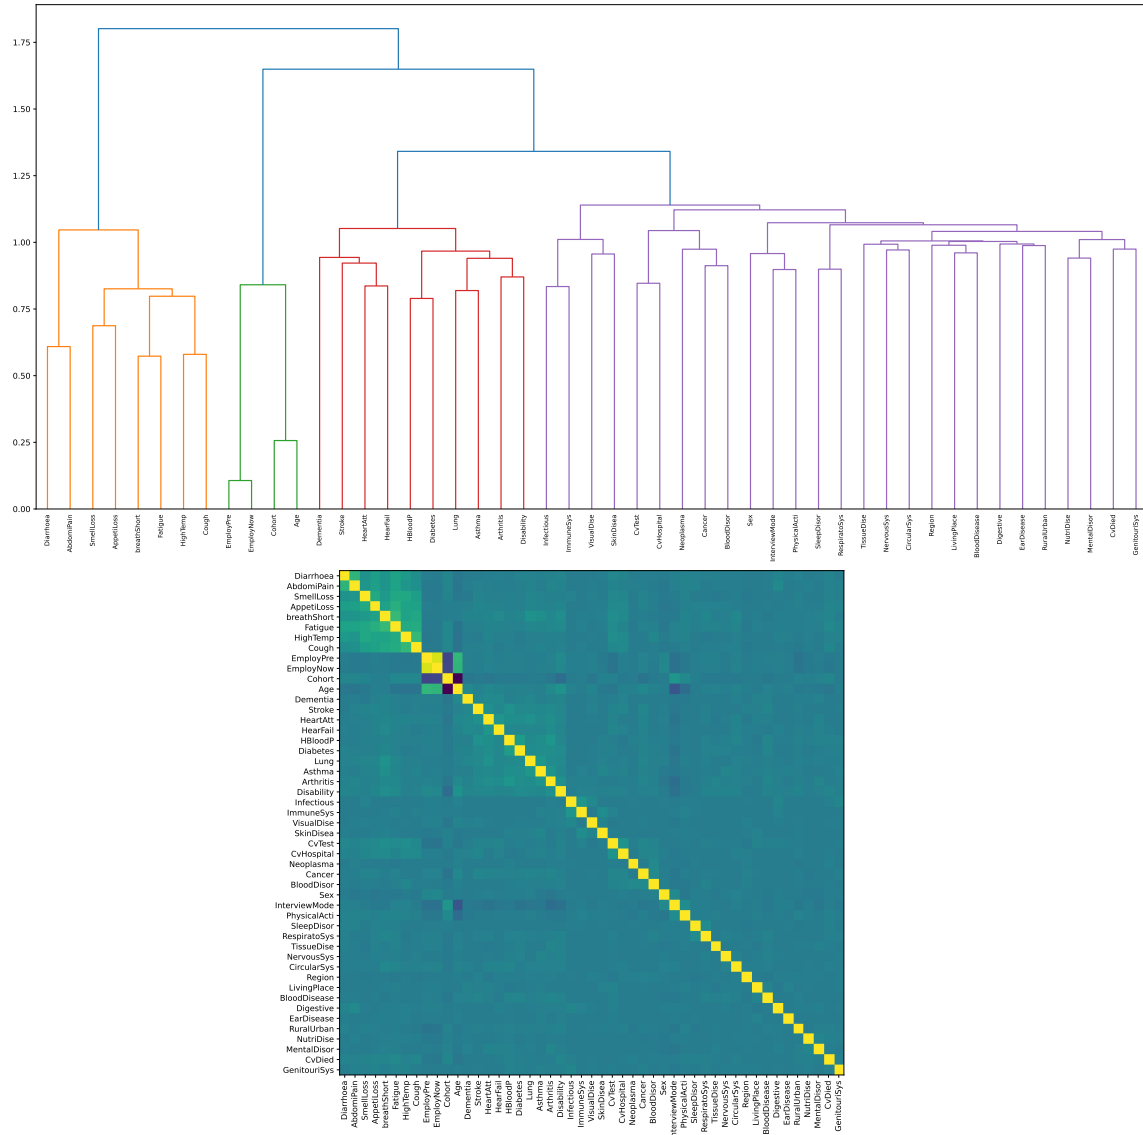 1.75
1.50
1.25
1.00
0.75
0.50
0.25
0.00
Diarrhoea
AbdomiPain
SmellLoss
AppetiLoss
breathShort
Fatigue
HighTemp
Cough
EmployPre
EmployNow
Cohort
Age
Dementia
Stroke
HeartAtt
HearFail
HBloodP
Diabetes
Lung
Asthma
Arthritis
Disability
Infectious
ImmuneSys
VisualDise
SkinDisea
CvTest
CvHospital
Neoplasma
Cancer
BloodDisor
Sex
InterviewMode
PhysicalActi
SleepDisor
RespiratoSys
TissueDise
NervousSys
CircularSys
Region
LivingPlace
BloodDisease
Digestive
EarDisease
RuralUrban
NutriDise
MentalDisor
CvDied
GenitouriSys
Diarrhoea
AbdomiPain
SmellLoss
AppetiLoss
breathShort
Fatigue
HighTemp
Cough
EmployPre
EmployNow
Cohort
Age
Dementia
Stroke
HeartAtt
HearFail
HBloodP
Diabetes
Lung
Asthma
Arthritis
Disability
Infectious
ImmuneSys
VisualDise
SkinDisea
CvTest
CvHospital
Neoplasma
Cancer
BloodDisor
Sex
InterviewMode
PhysicalActi
SleepDisor
RespiratoSys
TissueDise
NervousSys
CircularSys
Region
LivingPlace
BloodDisease
Digestive
EarDisease
RuralUrban
NutriDise
MentalDisor
CvDied
GenitouriSys
Diarrhoea
AbdomiPain
SmellLoss
AppetiLoss
breathShort
Fatigue
HighTemp
Cough
EmployPre
EmployNow
Cohort
Age
Dementia
Stroke
HeartAtt
HearFail
HBloodP
Diabetes
Lung
Asthma
Arthritis
Disability
Infectious
ImmuneSys
VisualDise
SkinDisea
CvTest
CvHospital
Neoplasma
Cancer
BloodDisor
Sex
nterviewMode
PhysicalActi
SleepDisor
RespiratoSys
TissueDise
NervousSys
CircularSys
Region
LivingPlace
BloodDisease
Digestive
EarDisease
RuralUrban
NutriDise
MentalDisor
CvDied
GenitouriSys